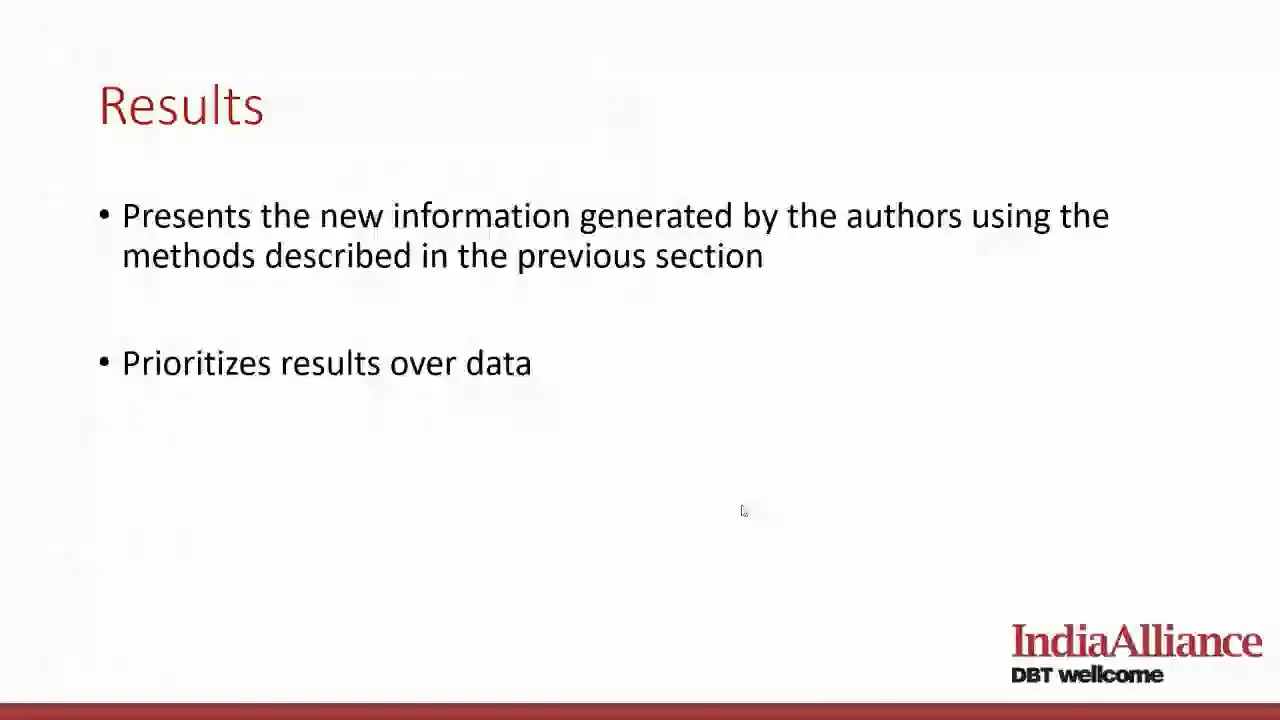 Results
• Presents the new information generated by the authors using the
methods described in the previous section
• Prioritizes results over data
IndiaAlliance
DBT wellcome